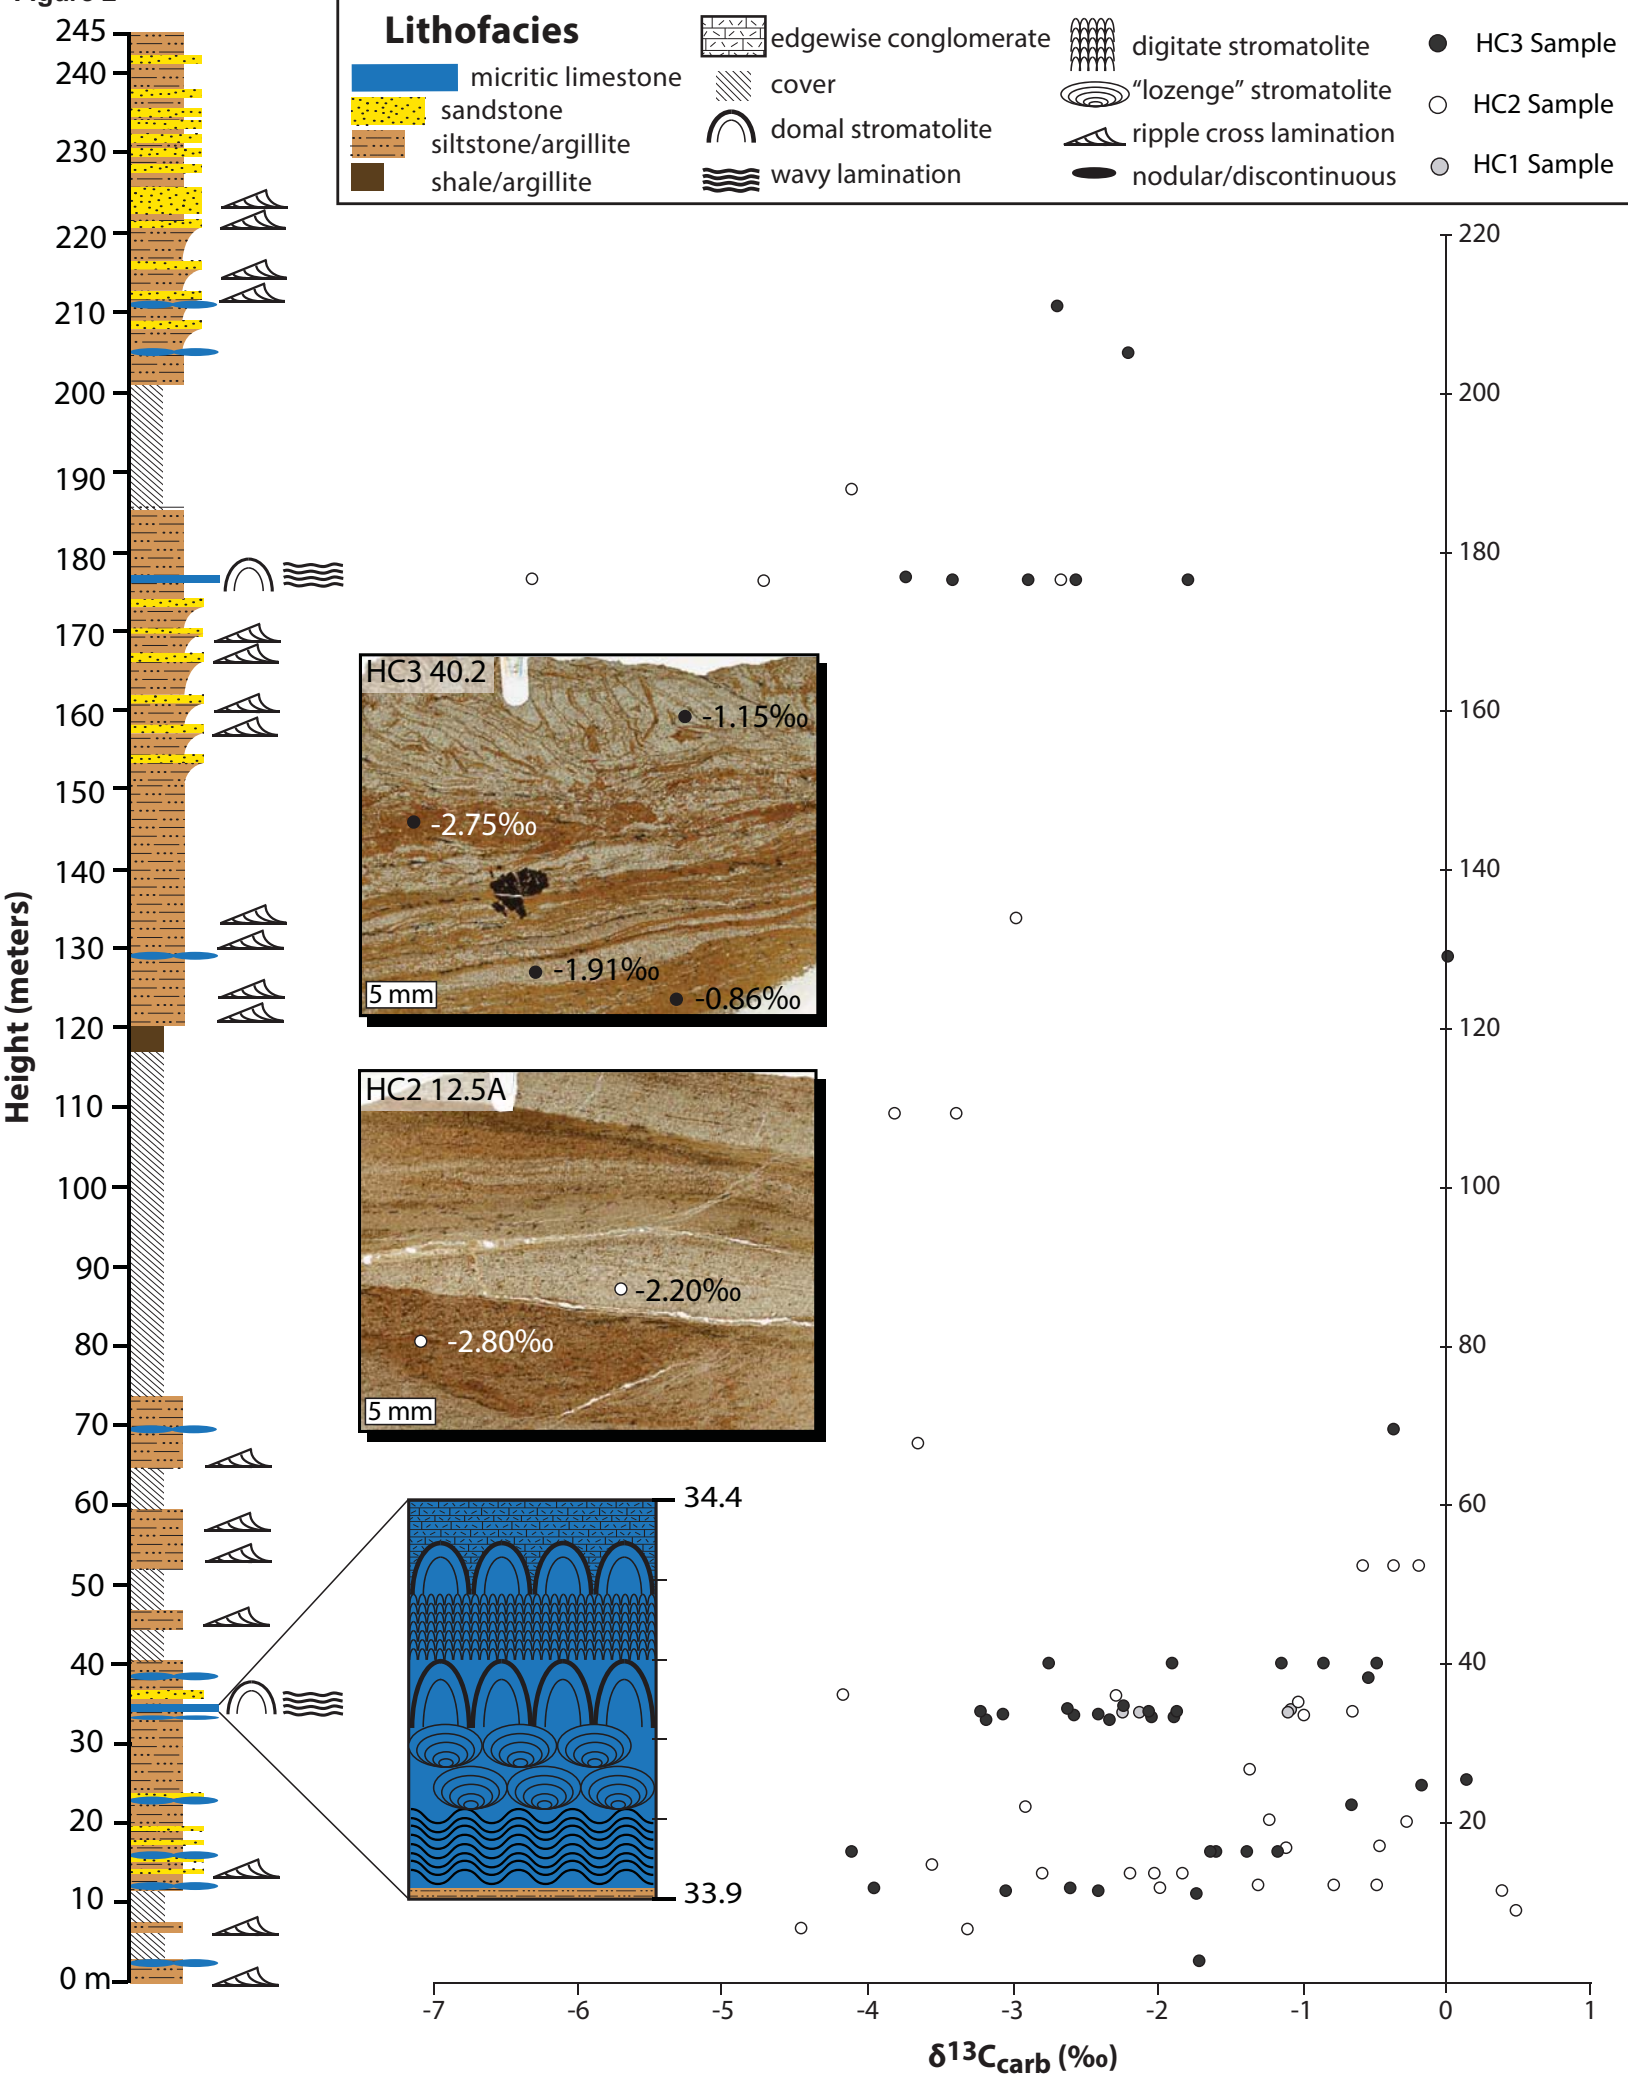 Figure 2
Lithofacies
micritic limestone
sandstone
siltstone/argillite
shale/argillite
edgewise conglomerate
cover
domal stromatolite
wavy lamination
digitate stromatolite
“lozenge” stromatolite
ripple cross lamination
nodular/discontinuous
HC3 Sample
HC2 Sample
HC1 Sample
Height (meters)
245
240
230
220
210
200
190
180
170
160
150
140
130
120
110
100
90
80
70
60
50
40
30
20
10
0 m
HC3 40.2
-1.15‰
-2.75‰
-1.91‰
-0.86‰
5 mm
HC2 12.5A
-2.20‰
-2.80‰
5 mm
34.4
33.9
220
200
180
160
140
120
100
80
60
40
20
-7 -6 -5 -4 -3 -2 -1 0 1
δ13Ccarb (‰)